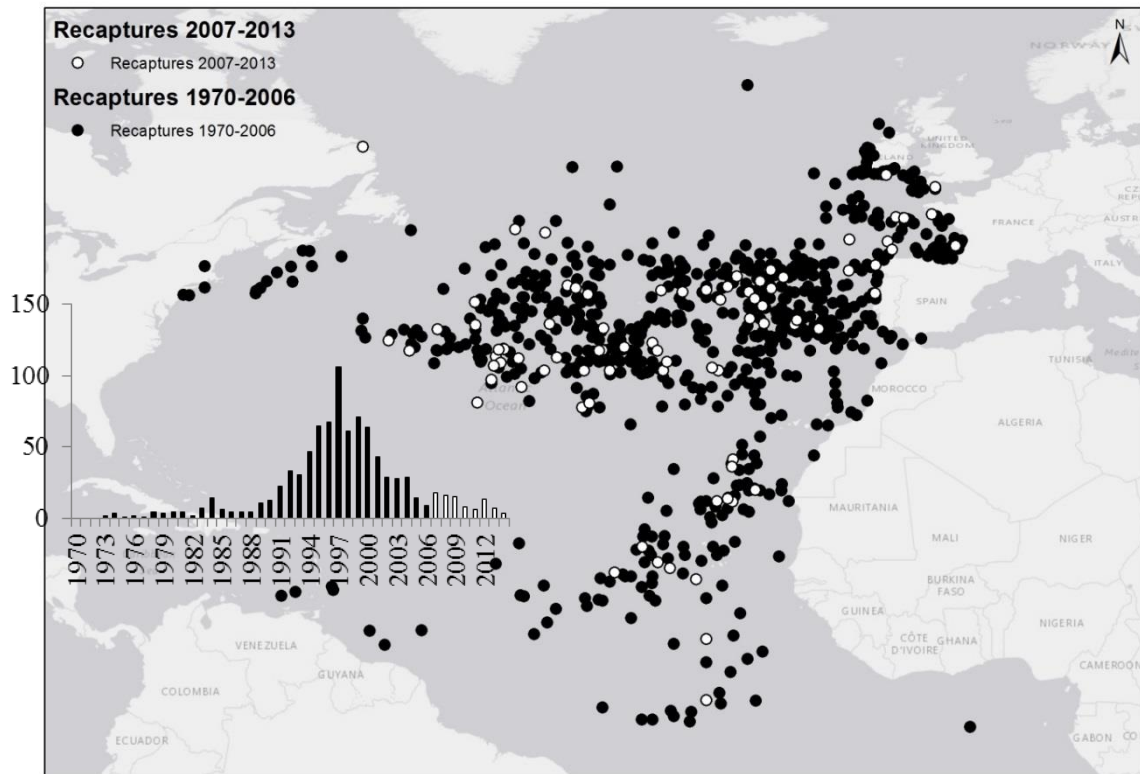 Recaptures 2007-2013
Recaptures 2007-2013
Recaptures 1970-2006
Recaptures 1970-2006
N
NORWAY
UNITED
KINGDOM
FRANCE
ITALY
SPAIN
TUNISIA
MOROCCO
ALGERIA
Ocean
MAURITANIA
MALI
NIGER
BURKINA
FASO
GUINEA
CÔTE
D'IVOIRE
GHANA
NIGERIA
CAMEROON
GABON
VENEZUELA
GUYANA
COLOMBIA
ECUADOR
150
100
50
0
1970
1973
1976
1979
1982
1985
1988
1991
1994
1997
2000
2003
2006
2009
2012